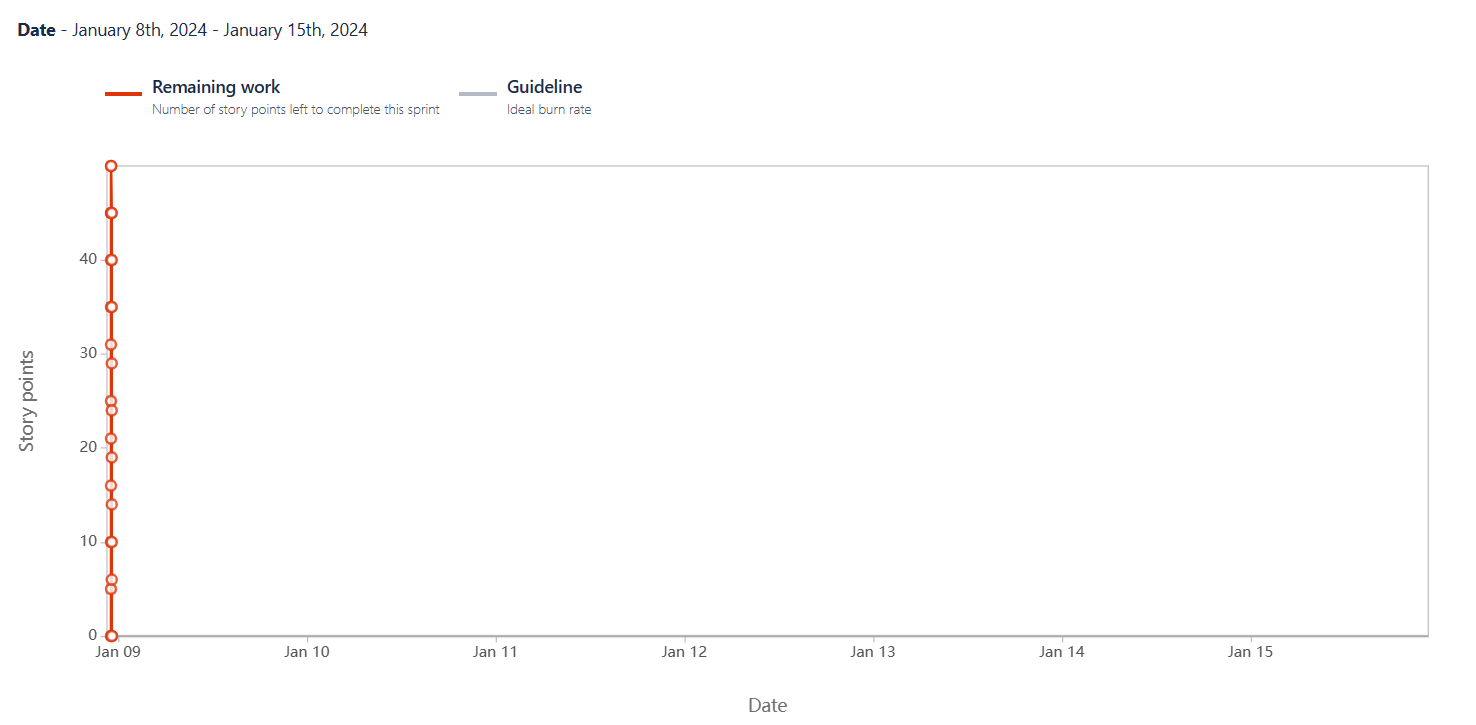 Date - January 8th, 2024 - January 15th, 2024
Remaining work
Number of story points left to complete this sprint
Guideline
Ideal burn rate
Story points
40
30
20
10
0
Jan 09 Jan 10 Jan 11 Jan 12 Jan 13 Jan 14 Jan 15
Date